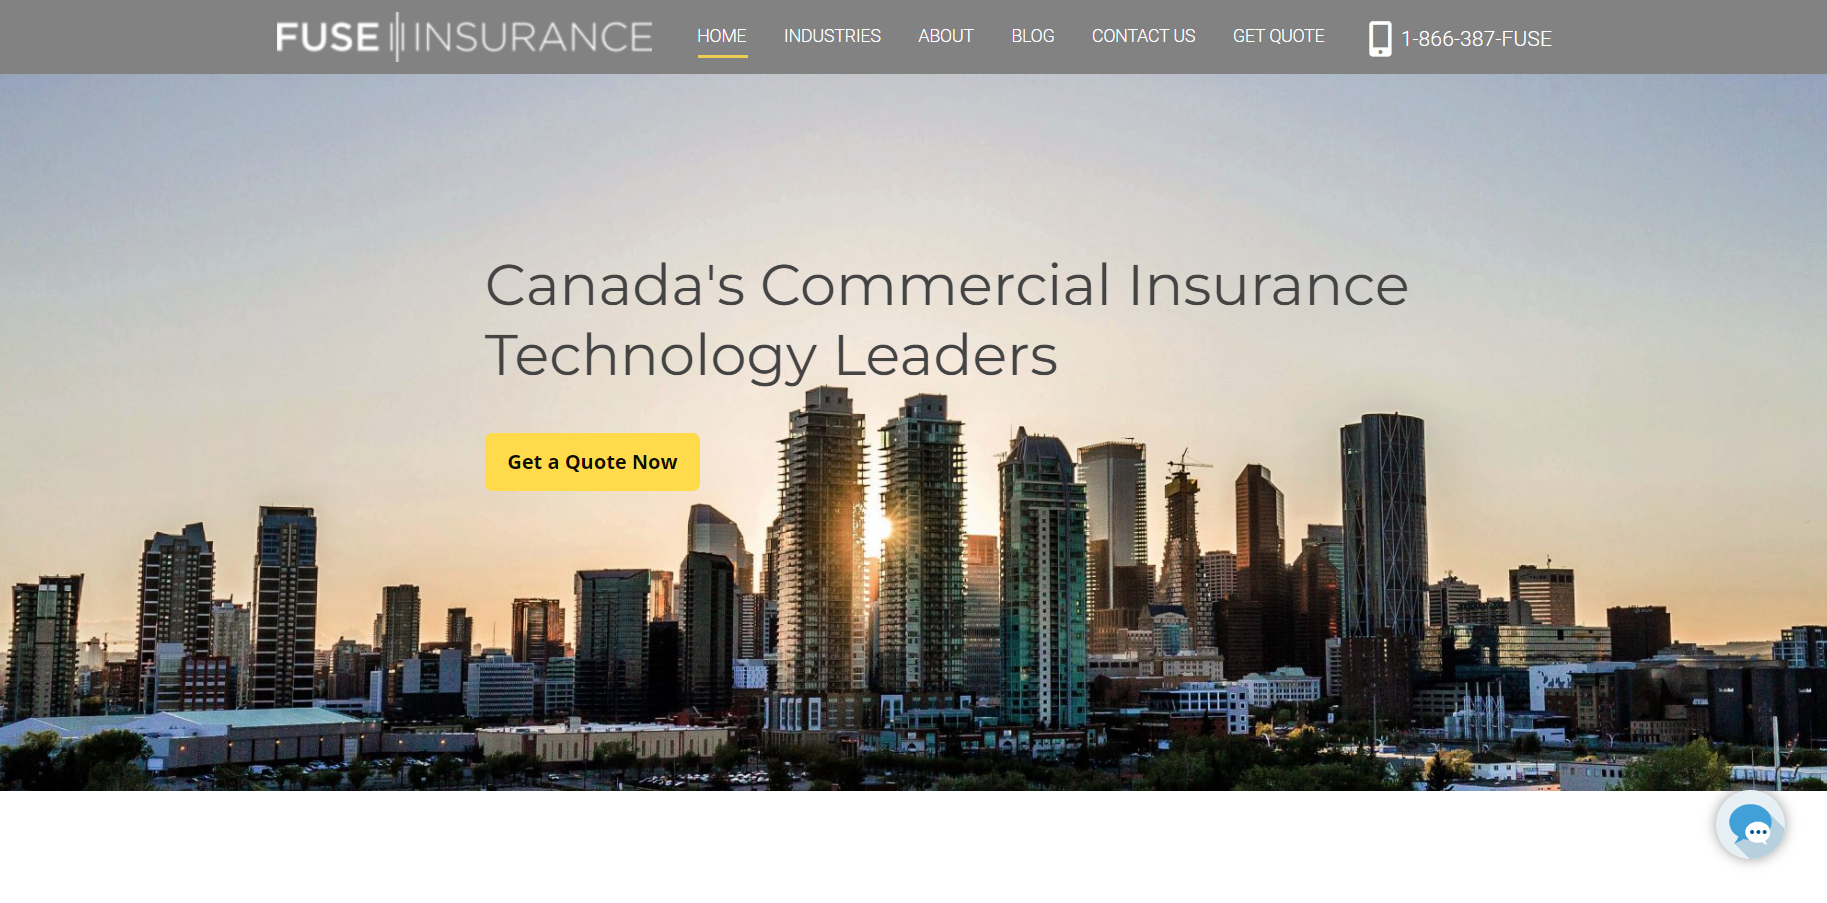 FUSE INSURANCE
HOME INDUSTRIES ABOUT BLOG CONTACT US GET QUOTE 1-866-387-FUSE
Canada's Commercial Insurance
Technology Leaders
Get a Quote Now